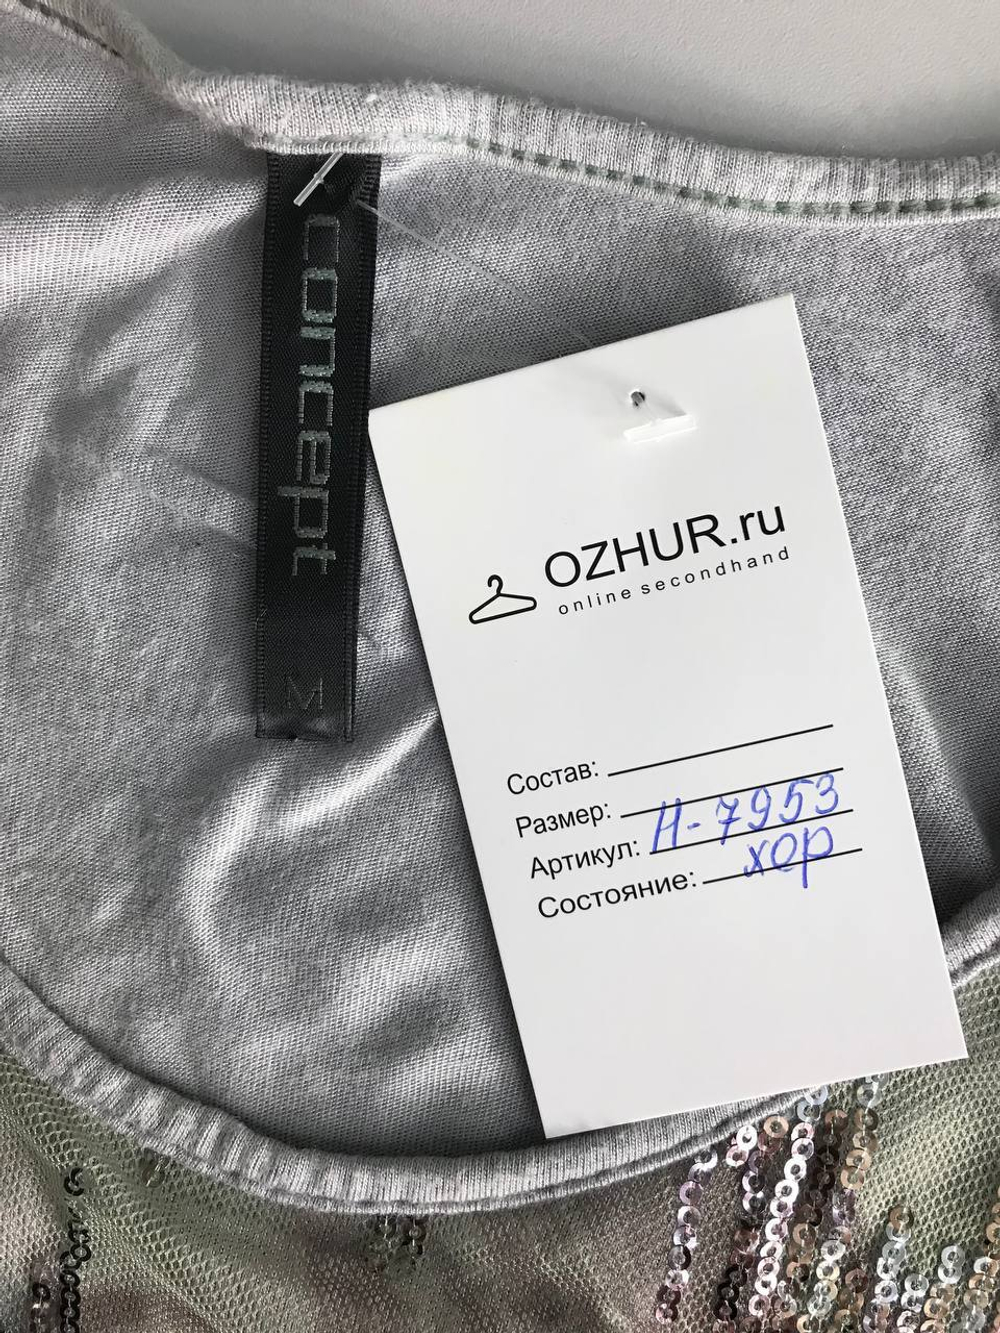 concept
M
OZHUR.ru
online secondhand
Состав:
Размер:
Артикул: Н-7953
Состояние: хор